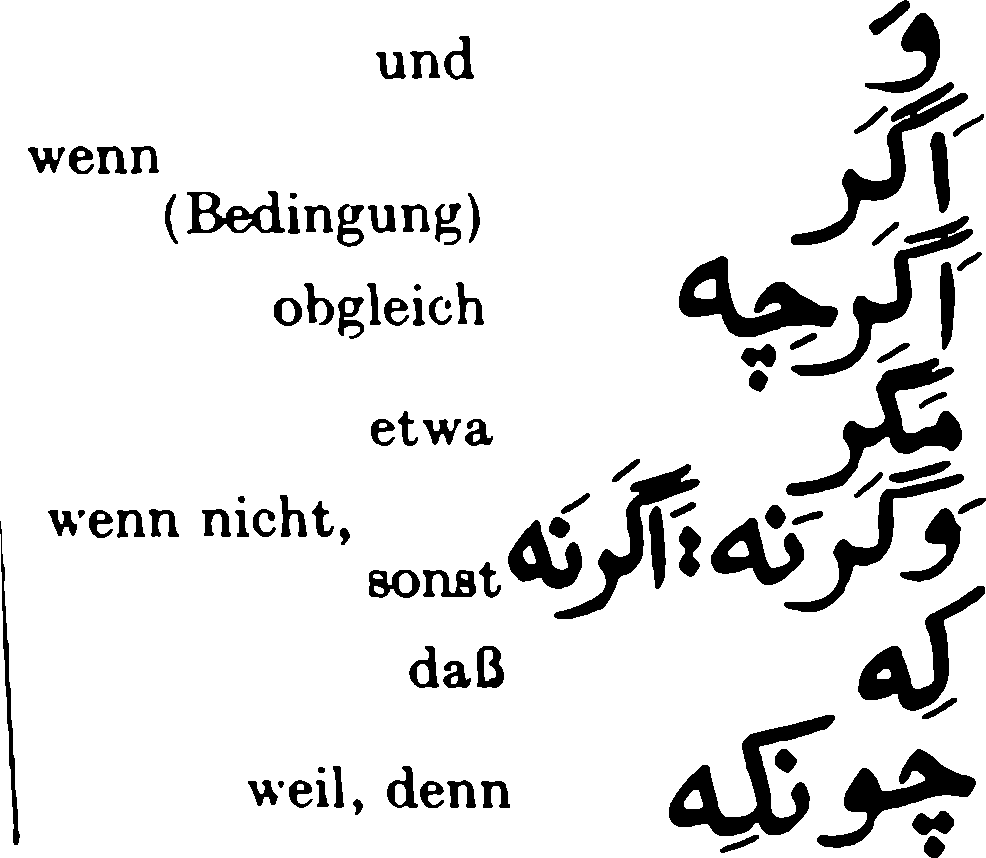 und وَ
wenn اَگَر
(Bedingung)
obgleich اَگَرچِه
etwa مَگَر
wenn nicht, وَگَرنَه : اَگَرنَه
sonst
daß کِه
weil, denn چونکِه